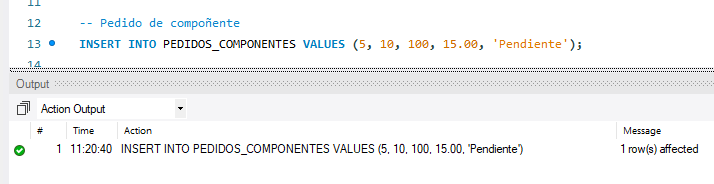 11
12 -- Pedido de compoñente
13 INSERT INTO PEDIDOS_COMPONENTES VALUES (5, 10, 100, 15.00, 'Pendiente');
14
Output
Action Output
# Time Action Message
1 11:20:40 INSERT INTO PEDIDOS_COMPONENTES VALUES (5, 10, 100, 15.00, 'Pendiente') 1 row(s) affected